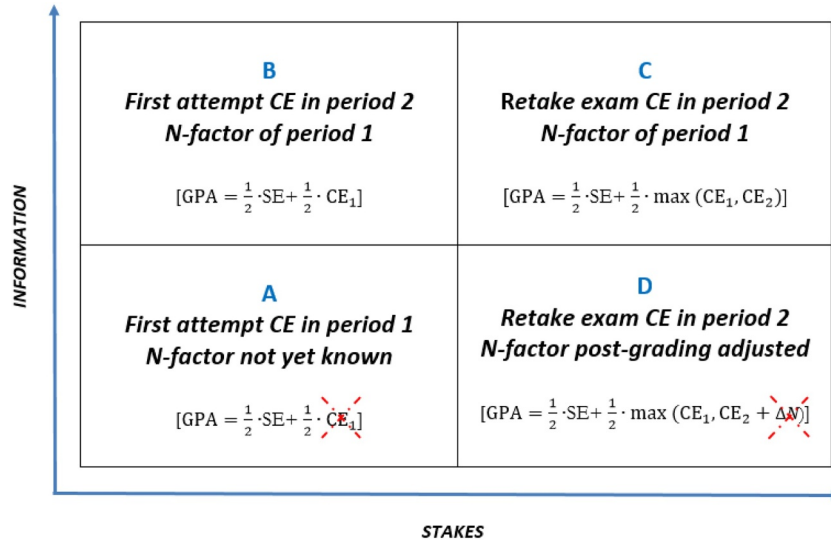 B
First attempt CE in period 2
N-factor of period 1
[GPA = 1/2 ·SE+ 1/2 · CE₁]
C
Retake exam CE in period 2
N-factor of period 1
[GPA = 1/2 ·SE+ 1/2 · max (CE₁, CE₂)]
A
First attempt CE in period 1
N-factor not yet known
[GPA = 1/2 ·SE+ 1/2 · CE₁]
D
Retake exam CE in period 2
N-factor post-grading adjusted
[GPA = 1/2 ·SE+ 1/2 · max (CE₁, CE₂ + ΔN)]
INFORMATION
STAKES